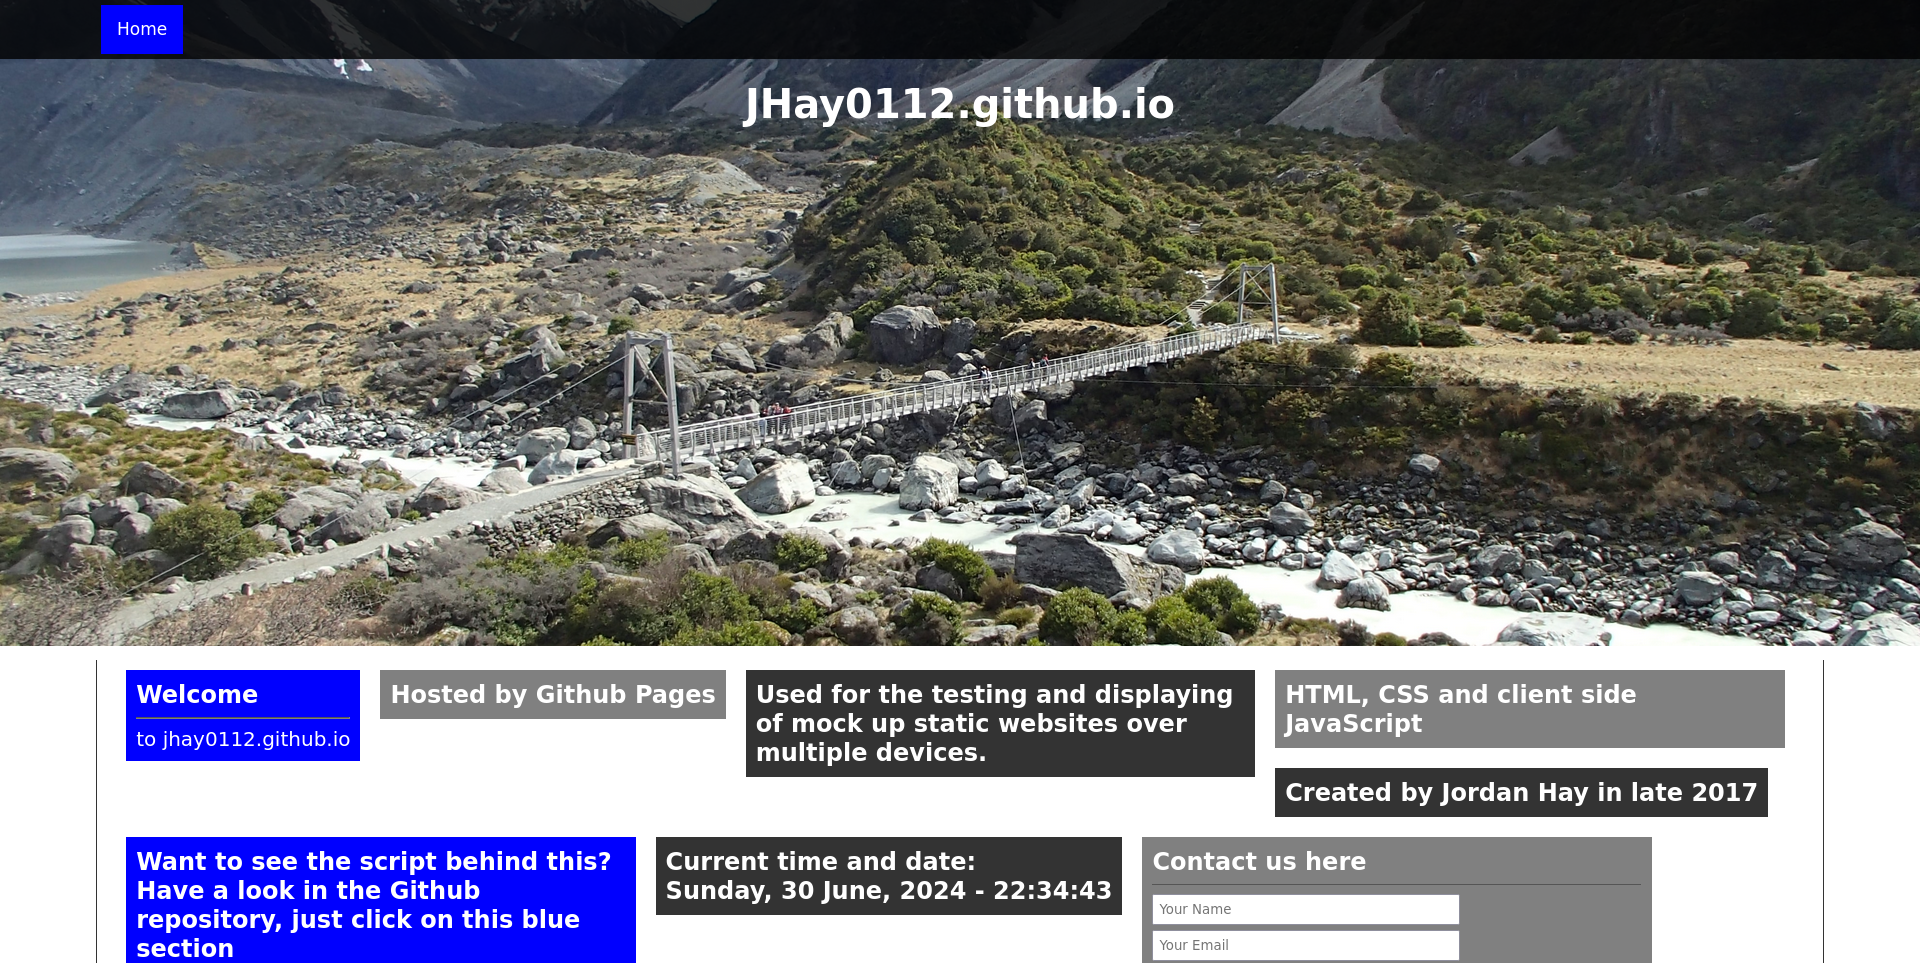 Home
JHay0112.github.io
Welcome
to jhay0112.github.io
Hosted by Github Pages
Used for the testing and displaying
of mock up static websites over
multiple devices.
HTML, CSS and client side
JavaScript
Created by Jordan Hay in late 2017
Want to see the script behind this?
Have a look in the Github
repository, just click on this blue
section
Current time and date:
Sunday, 30 June, 2024 - 22:34:43
Contact us here
Your Name
Your Email